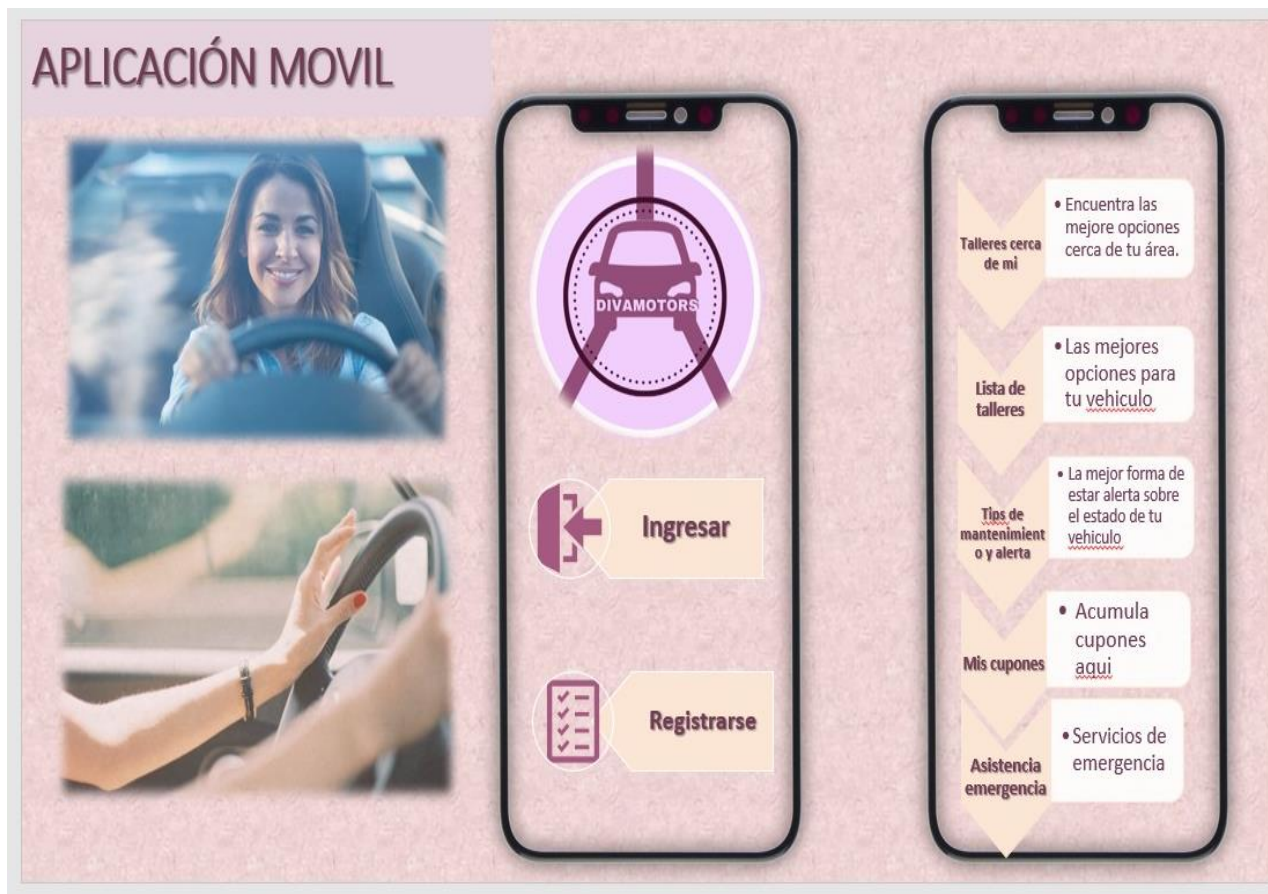 APLICACIÓN MOVIL
DIVAMOTORS
Ingresar
Registrarse
Talleres cerca
de mi
• Encuentra las
mejore opciones
cerca de tu área.
Lista de
talleres
• Las mejores
opciones para
tu vehiculo
Tips de
mantenimient
o y alerta
• La mejor forma de
estar alerta sobre
el estado de tu
vehiculo
Mis cupones
• Acumula
cupones
aqui
Asistencia
emergencia
• Servicios de
emergencia